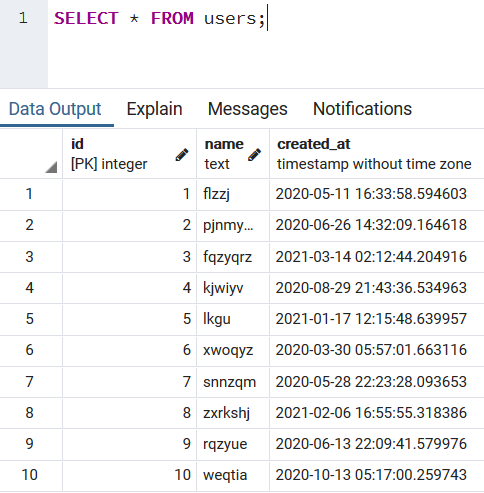 1 SELECT * FROM users;
Data Output Explain Messages Notifications
id name created_at
[PK] integer text timestamp without time zone
1 1 flzzj 2020-05-11 16:33:58.594603
2 2 pjnmy... 2020-06-26 14:32:09.164618
3 3 fqzyqrz 2021-03-14 02:12:44.204916
4 4 kjwiyv 2020-08-29 21:43:36.534963
5 5 lkgu 2021-01-17 12:15:48.639957
6 6 xwoqyz 2020-03-30 05:57:01.663116
7 7 snnzqm 2020-05-28 22:23:28.093653
8 8 zxrkshj 2021-02-06 16:55:55.318386
9 9 rqzyue 2020-06-13 22:09:41.579976
10 10 weqtia 2020-10-13 05:17:00.259743